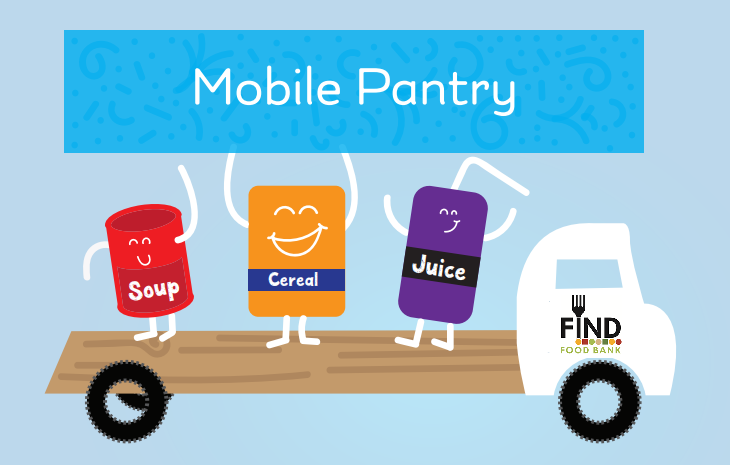 Mobile Pantry
Soup
Cereal
Juice
FIND
FOOD BANK